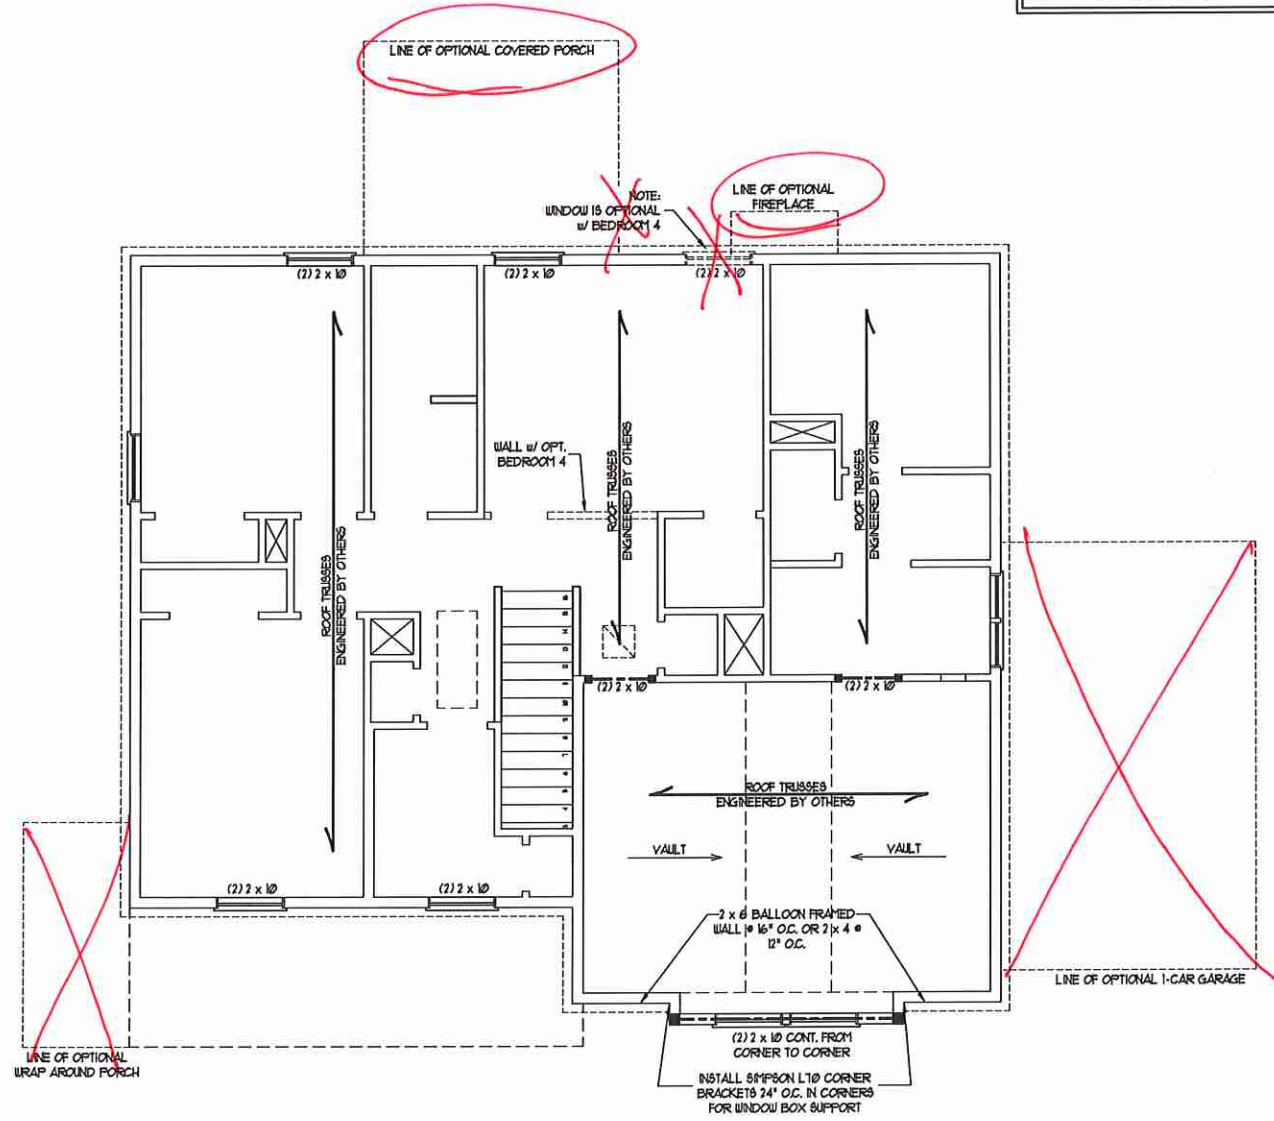 LINE OF OPTIONAL COVERED PORCH
NOTE:
WINDOW IS OPTIONAL
w/ BEDROOM 4
LINE OF OPTIONAL
FIREPLACE
(2) 2 x 10
(2) 2 x 10
(2) 2 x 10
WALL w/ OPT.
BEDROOM 4
ROOF TRUSSES
ENGINEERED BY OTHERS
ROOF TRUSSES
ENGINEERED BY OTHERS
ROOF TRUSSES
ENGINEERED BY OTHERS
(2) 2 x 10
(2) 2 x 10
ROOF TRUSSES
ENGINEERED BY OTHERS
VAULT
VAULT
(2) 2 x 10
(2) 2 x 10
2 x 6 BALLOON FRAMED
WALL @ 16" O.C. OR 2 x 4 @
12" O.C.
LINE OF OPTIONAL 1-CAR GARAGE
(2) 2 x 10 CONT. FROM
CORNER TO CORNER
LINE OF OPTIONAL
WRAP AROUND PORCH
INSTALL SIMPSON L70 CORNER
BRACKETS 24" O.C. IN CORNERS
FOR WINDOW BOX SUPPORT